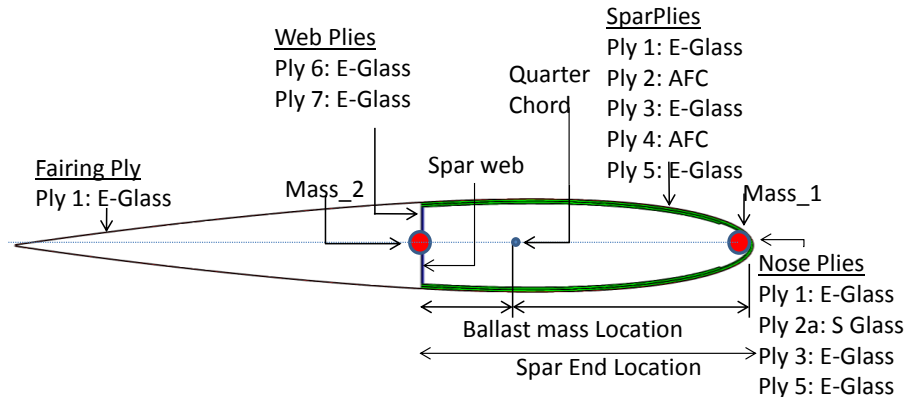 SparPlies
Ply 1: E-Glass
Ply 2: AFC
Ply 3: E-Glass
Ply 4: AFC
Ply 5: E-Glass
Web Plies
Ply 6: E-Glass
Ply 7: E-Glass
Quarter
Chord
Fairing Ply
Ply 1: E-Glass
Spar web
Mass_2
Mass_1
Nose Plies
Ply 1: E-Glass
Ply 2a: S Glass
Ply 3: E-Glass
Ply 5: E-Glass
Ballast mass Location
Spar End Location